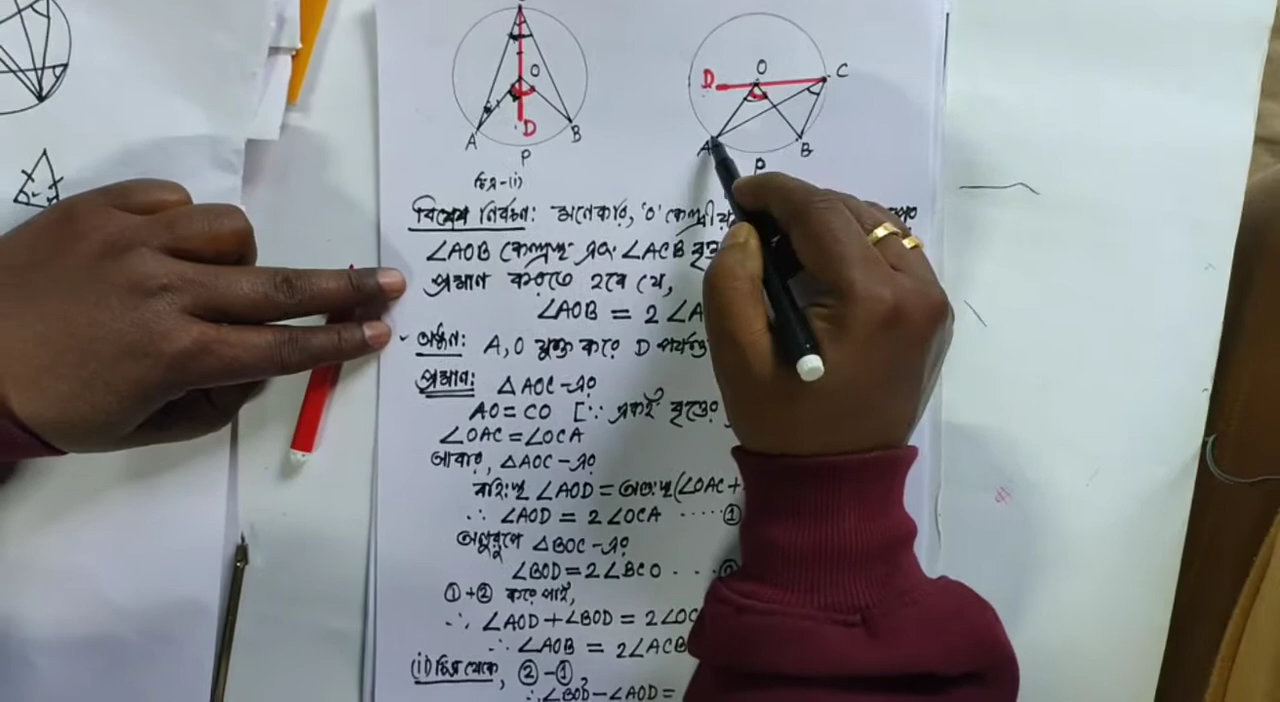 O
D
A
B
P
চিত্র-(i)
D
O
C
A
B
P
বিশেষ নির্বচন: মনেকরি, 'O' কেন্দ্রীয়
∠AOB কেন্দ্রস্থ এবং ∠ACB
প্রমাণ করতে হবে যে,
∠AOB = 2 ∠A
অঙ্কন: A, O যুক্ত করে D পর্যন্ত
প্রমাণ: △AOC-এ
AO = CO [∵ একই বৃত্তের
∠OAC = ∠OCA
আবার, △AOC-এ
বহিঃস্থ ∠AOD = অন্তঃস্থ (∠OAC +
∴ ∠AOD = 2 ∠OCA ····· ①
অনুরূপে △BOC-এ
∠BOD = 2 ∠BCO - - - ②
① + ② করে পাই,
∴ ∠AOD + ∠BOD = 2 ∠OC
∴ ∠AOB = 2 ∠ACB
(i) চিত্র থেকে, ② - ①,
∴ ∠BOD - ∠AOD =